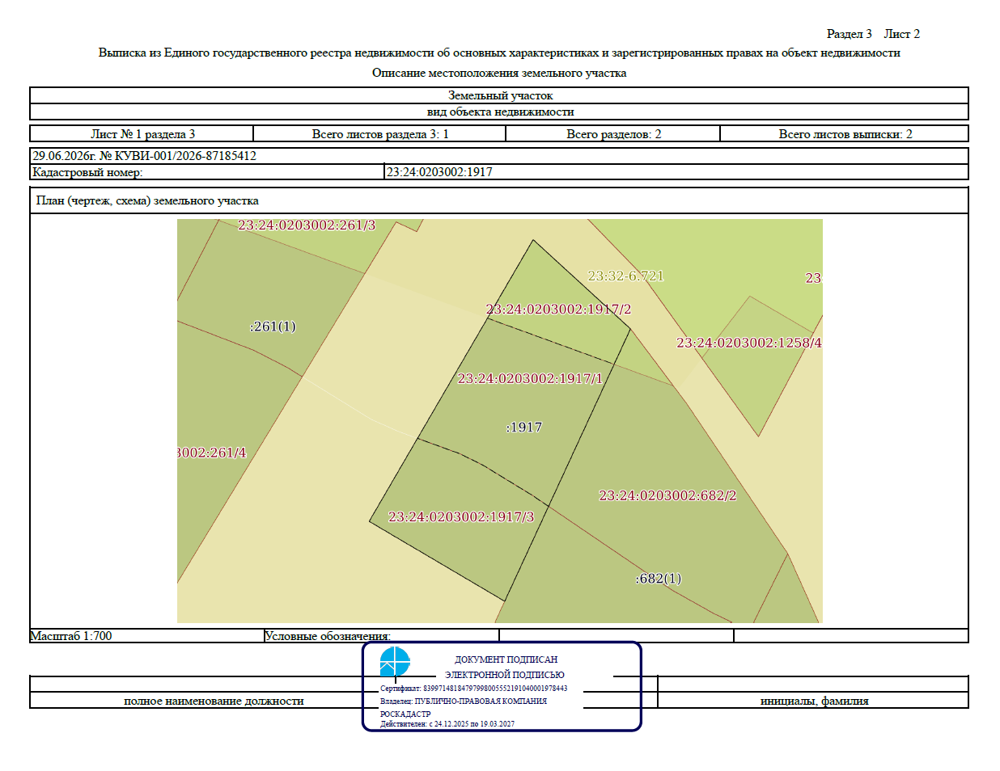 Раздел 3 Лист 2
Выписка из Единого государственного реестра недвижимости об основных характеристиках и зарегистрированных правах на объект недвижимости
Описание местоположения земельного участка
Земельный участок
вид объекта недвижимости
Лист № 1 раздела 3
Всего листов раздела 3: 1
Всего разделов: 2
Всего листов выписки: 2
29.06.2026г. № КУВИ-001/2026-87185412
Кадастровый номер:
23:24:0203002:1917
План (чертеж, схема) земельного участка
23:24:0203002:261/3
23:32-6.721
23
23:24:0203002:1917/2
:261(1)
23:24:0203002:1258/4
23:24:0203002:1917/1
:1917
3002:261/4
23:24:0203002:682/2
23:24:0203002:1917/3
:682(1)
Масштаб 1:700
Условные обозначения:
ДОКУМЕНТ ПОДПИСАН
ЭЛЕКТРОННОЙ ПОДПИСЬЮ
Сертификат: 83997148184797998005552191040001978443
Владелец: ПУБЛИЧНО-ПРАВОВАЯ КОМПАНИЯ
РОСКАДАСТР
Действителен: с 24.12.2025 по 19.03.2027
полное наименование должности
инициалы, фамилия